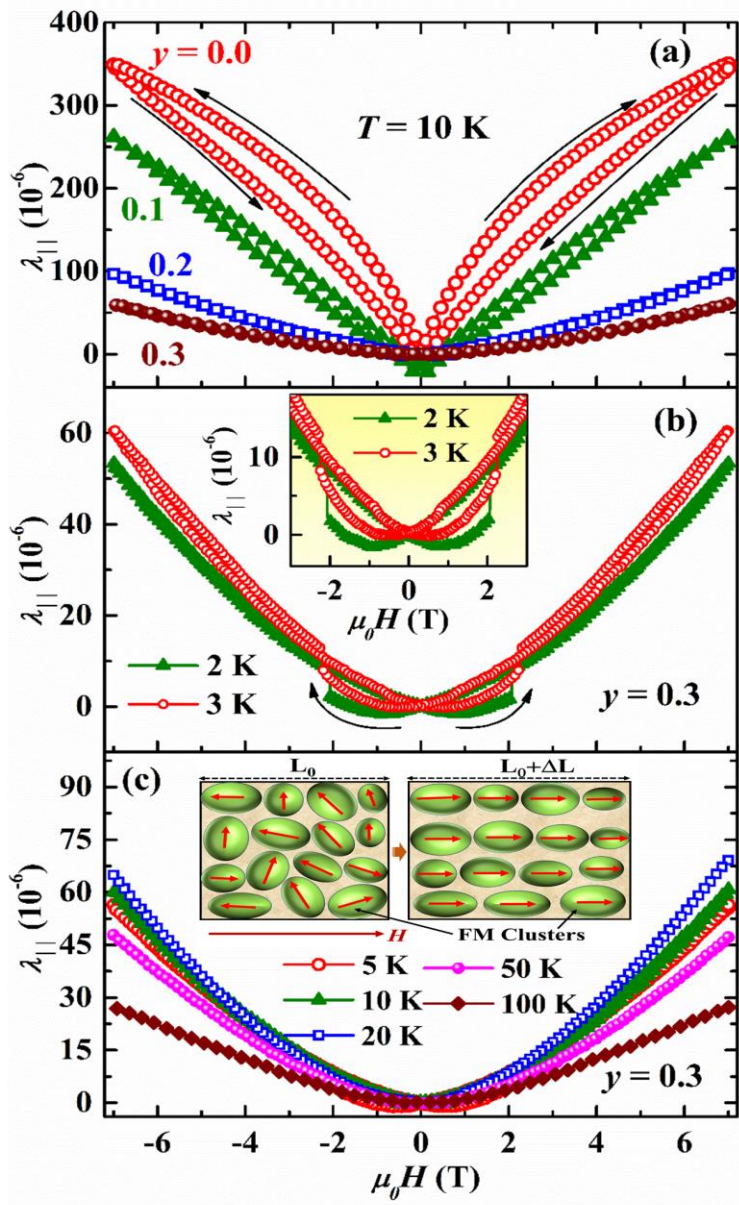 (a)
y = 0.0
T = 10 K
0.1
0.2
0.3
400
300
200
100
0
λ|| (10⁻⁶)
(b)
2 K
3 K
10
0
λ|| (10⁻⁶)
-2 0 2
μ₀H (T)
60
40
20
0
λ|| (10⁻⁶)
2 K
3 K
y = 0.3
(c)
L₀
L₀+ΔL
H
FM Clusters
5 K
50 K
10 K
100 K
20 K
y = 0.3
90
75
60
45
30
15
0
λ|| (10⁻⁶)
-6 -4 -2 0 2 4 6
μ₀H (T)